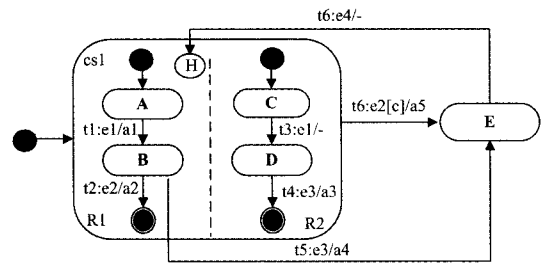 t6:e4/-
cs1
H
A
C
t6:e2[c]/a5
E
t1:e1/a1
t3:e1/-
B
D
t2:e2/a2
t4:e3/a3
R1
R2
t5:e3/a4